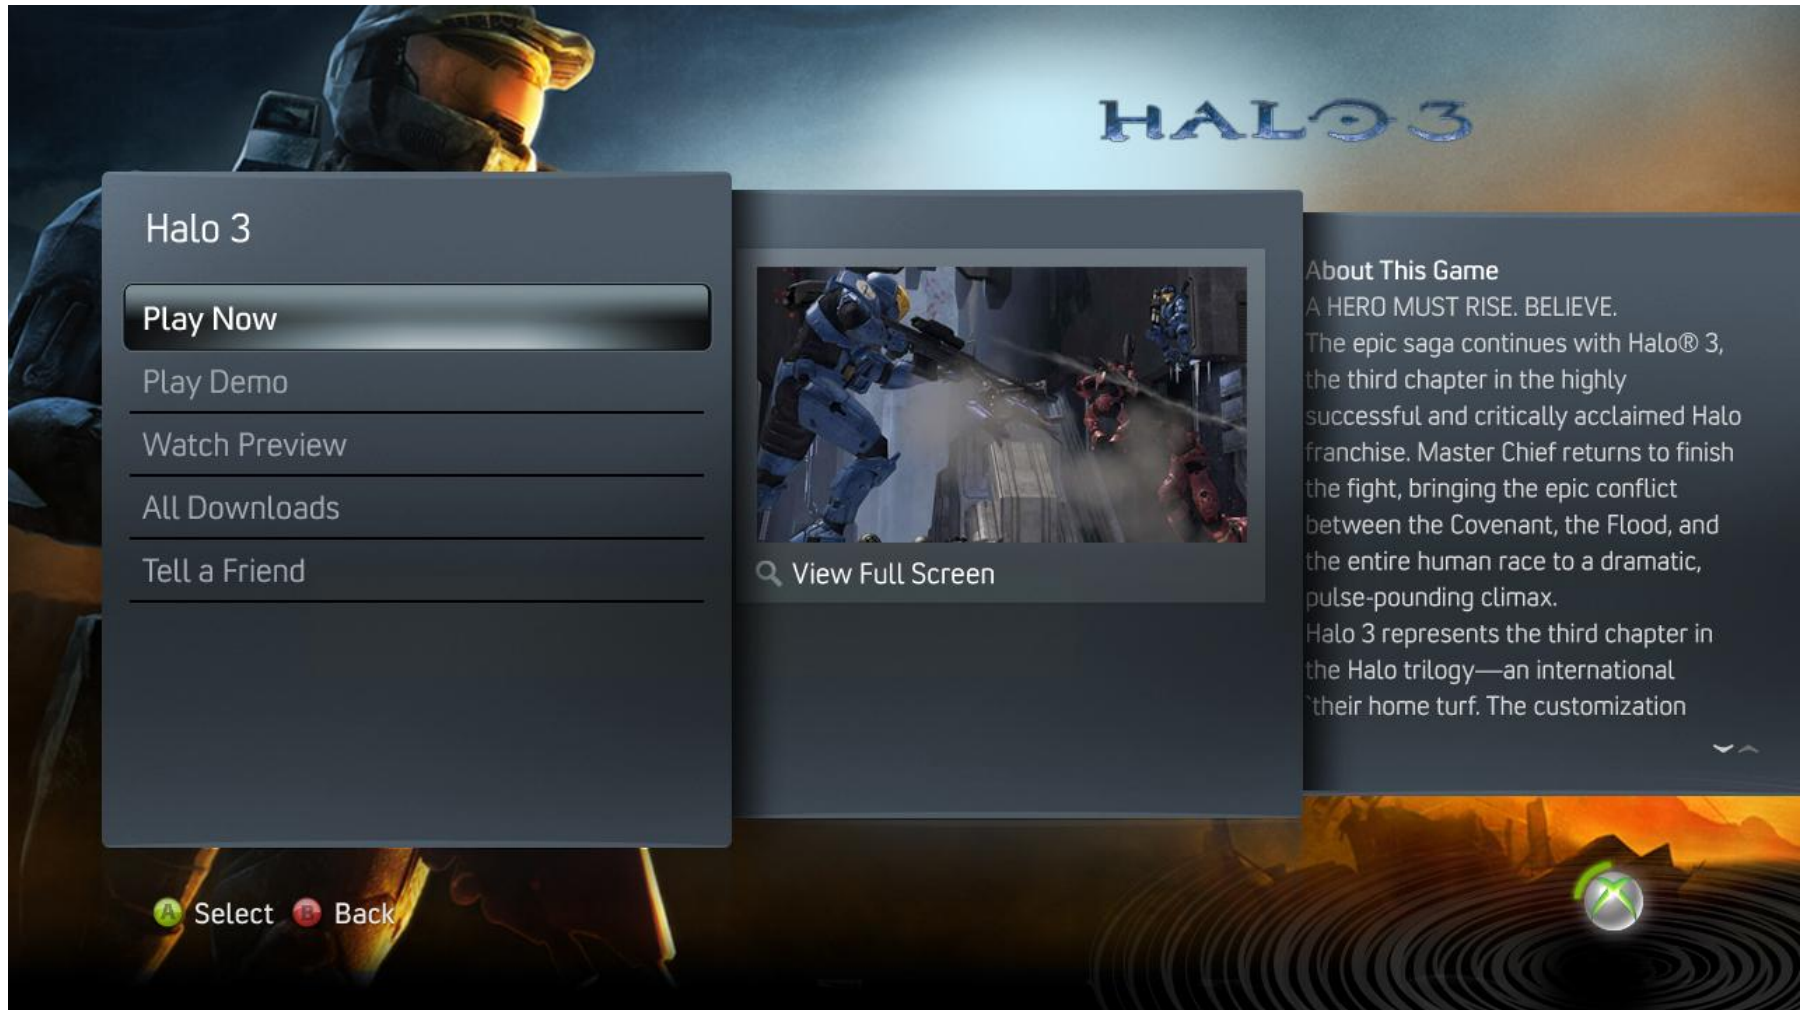 HALO 3
Halo 3
Play Now
Play Demo
Watch Preview
All Downloads
Tell a Friend
View Full Screen
About This Game
A HERO MUST RISE. BELIEVE.
The epic saga continues with Halo® 3,
the third chapter in the highly
successful and critically acclaimed Halo
franchise. Master Chief returns to finish
the fight, bringing the epic conflict
between the Covenant, the Flood, and
the entire human race to a dramatic,
pulse-pounding climax.
Halo 3 represents the third chapter in
the Halo trilogy—an international
`their home turf. The customization
A Select B Back